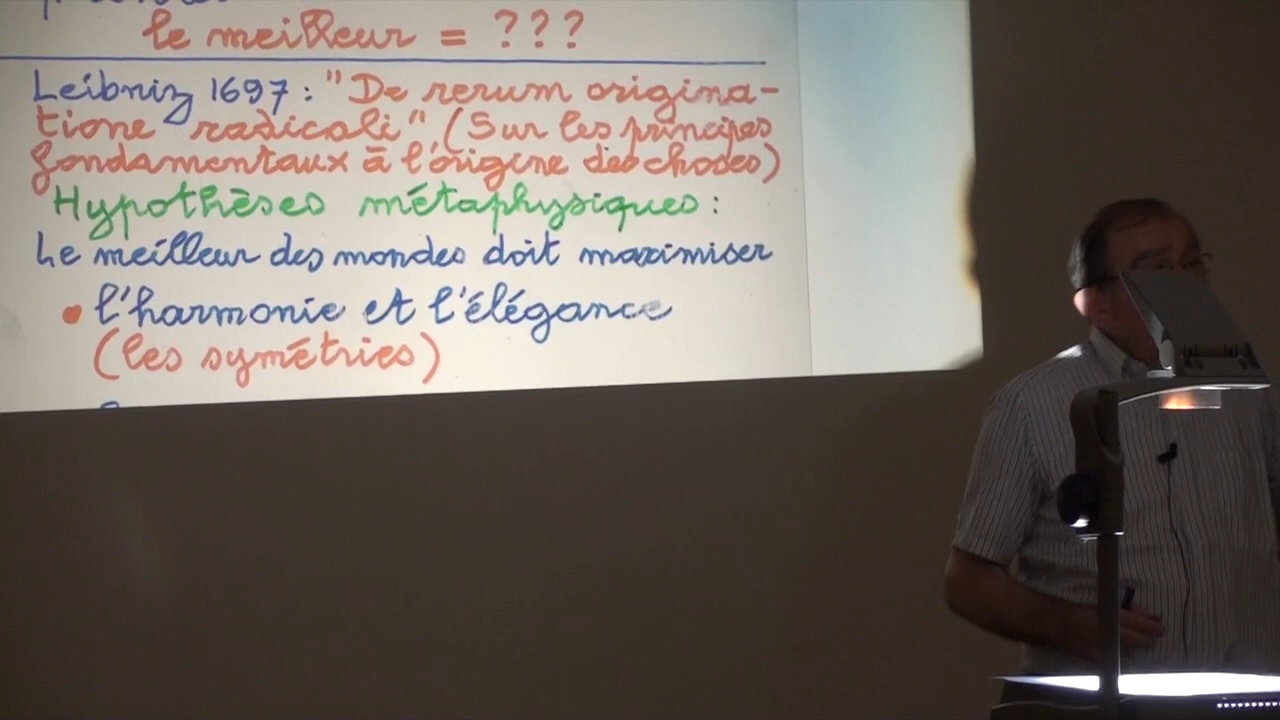 le meilleur = ???
Leibniz 1697 : "De rerum origina-
tione radicali" (Sur les principes
fondamentaux à l'origine des choses)
Hypothèses métaphysiques :
Le meilleur des mondes doit maximiser
• l'harmonie et l'élégance
(les symétries)